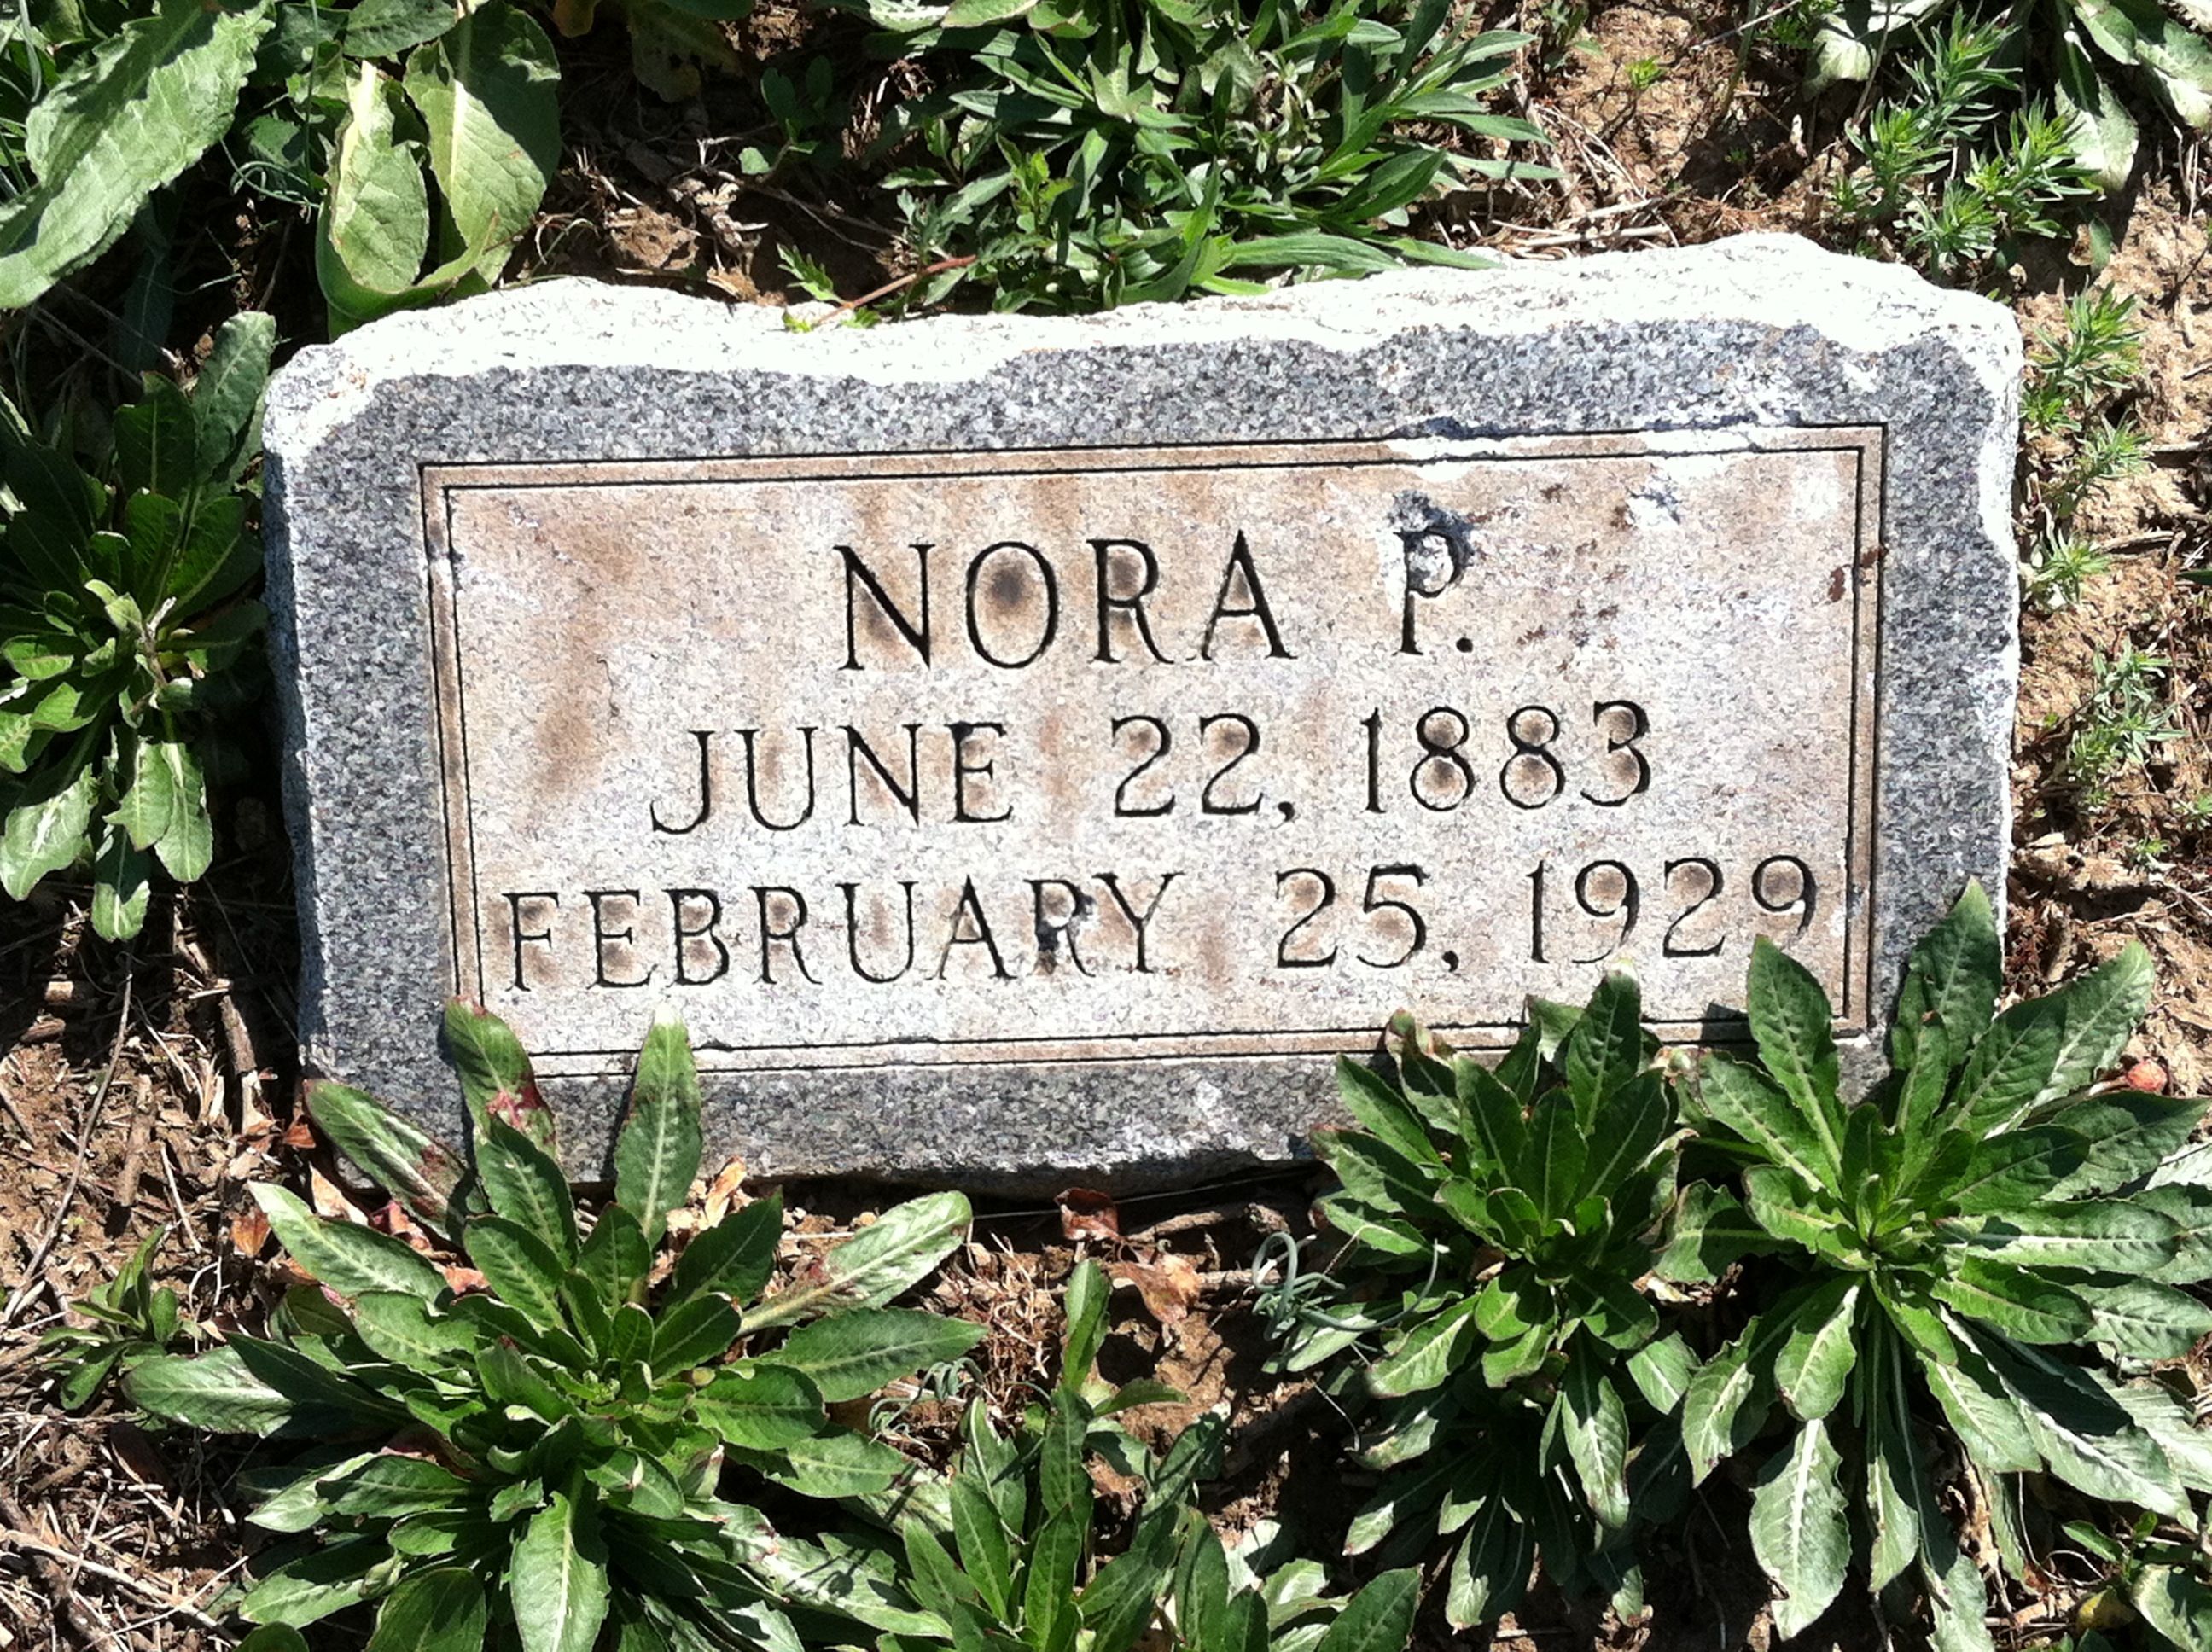 NORA P.
JUNE 22, 1883
FEBRUARY 25, 1929